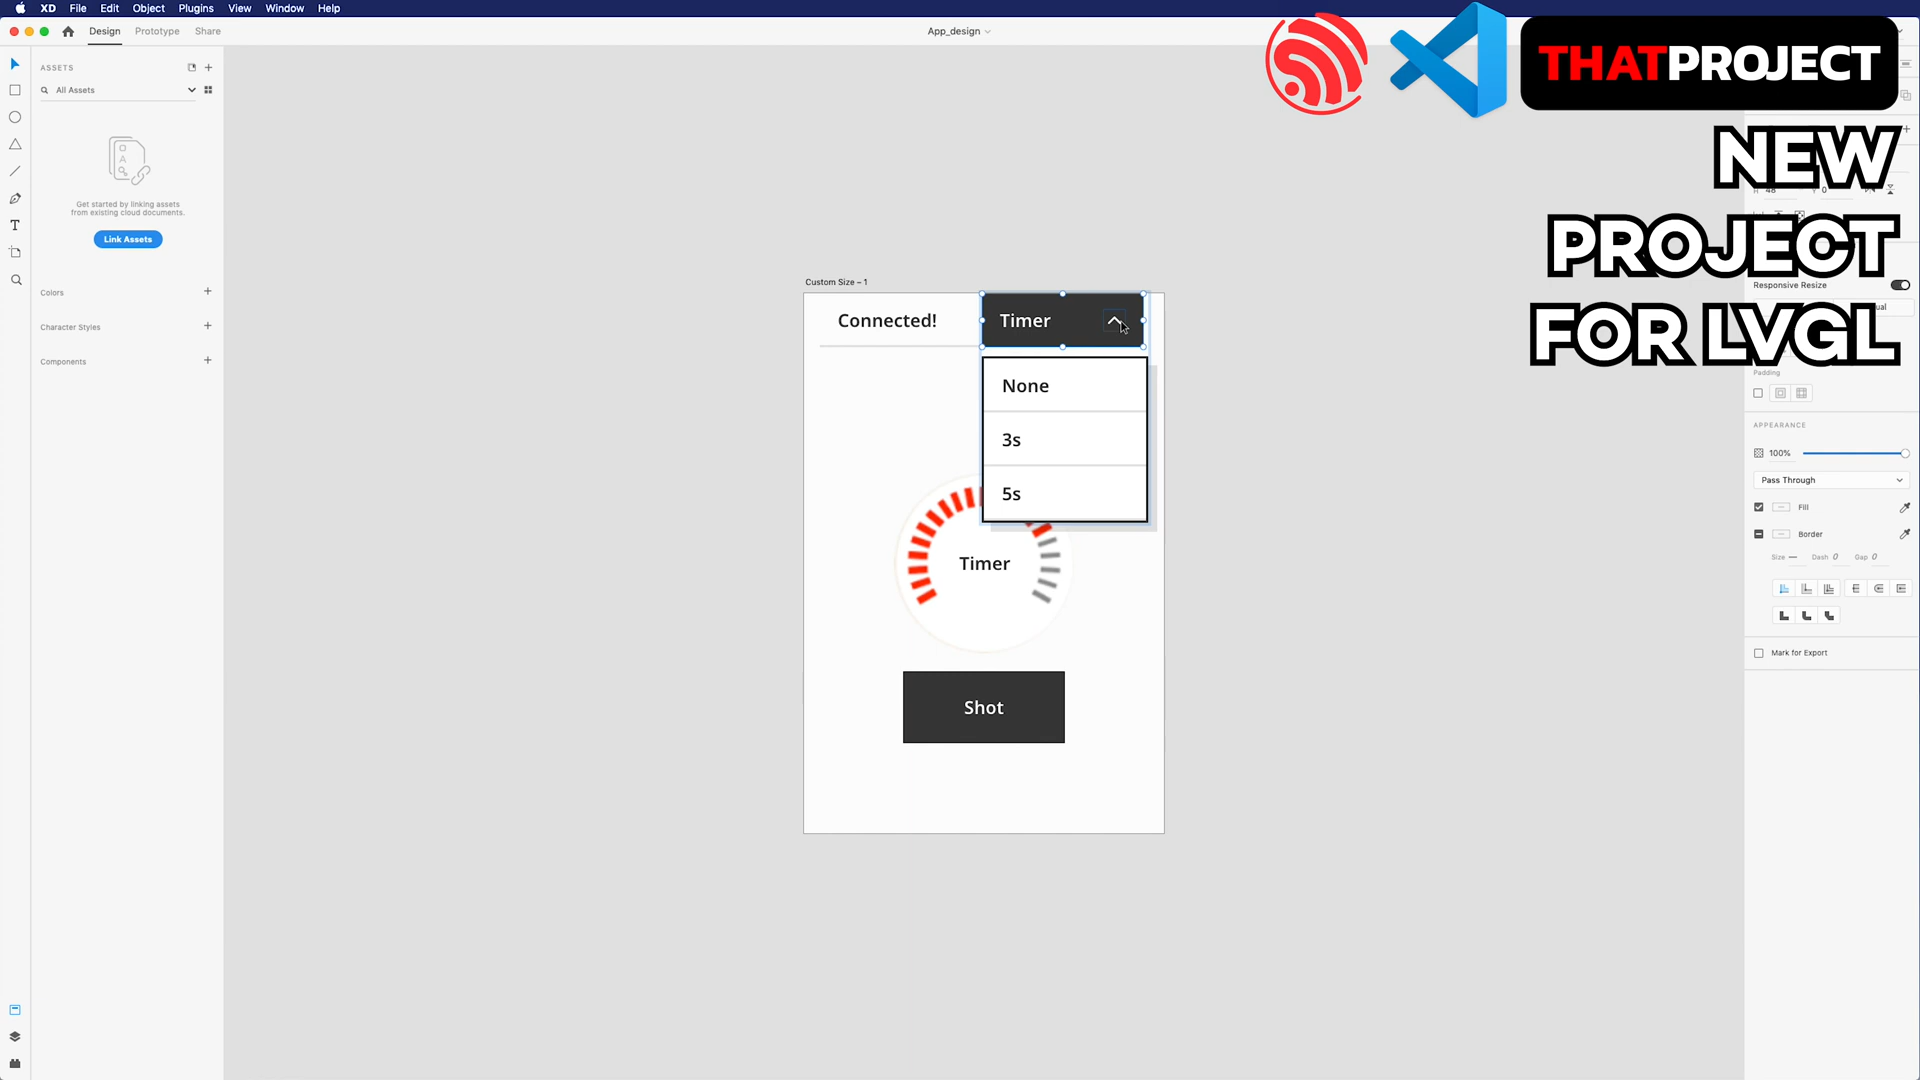 XD File Edit Object Plugins View Window Help
Design Prototype Share
App_design
THATPROJECT
NEW
PROJECT
FOR LVGL
ASSETS
All Assets
Get started by linking assets
from existing cloud documents.
Link Assets
Colors
Character Styles
Components
Custom Size – 1
Connected!
Timer
None
3s
5s
Timer
Shot
Responsive Resize
Padding
APPEARANCE
100%
Pass Through
Fill
Border
Size Dash 0 Gap 0
Mark for Export